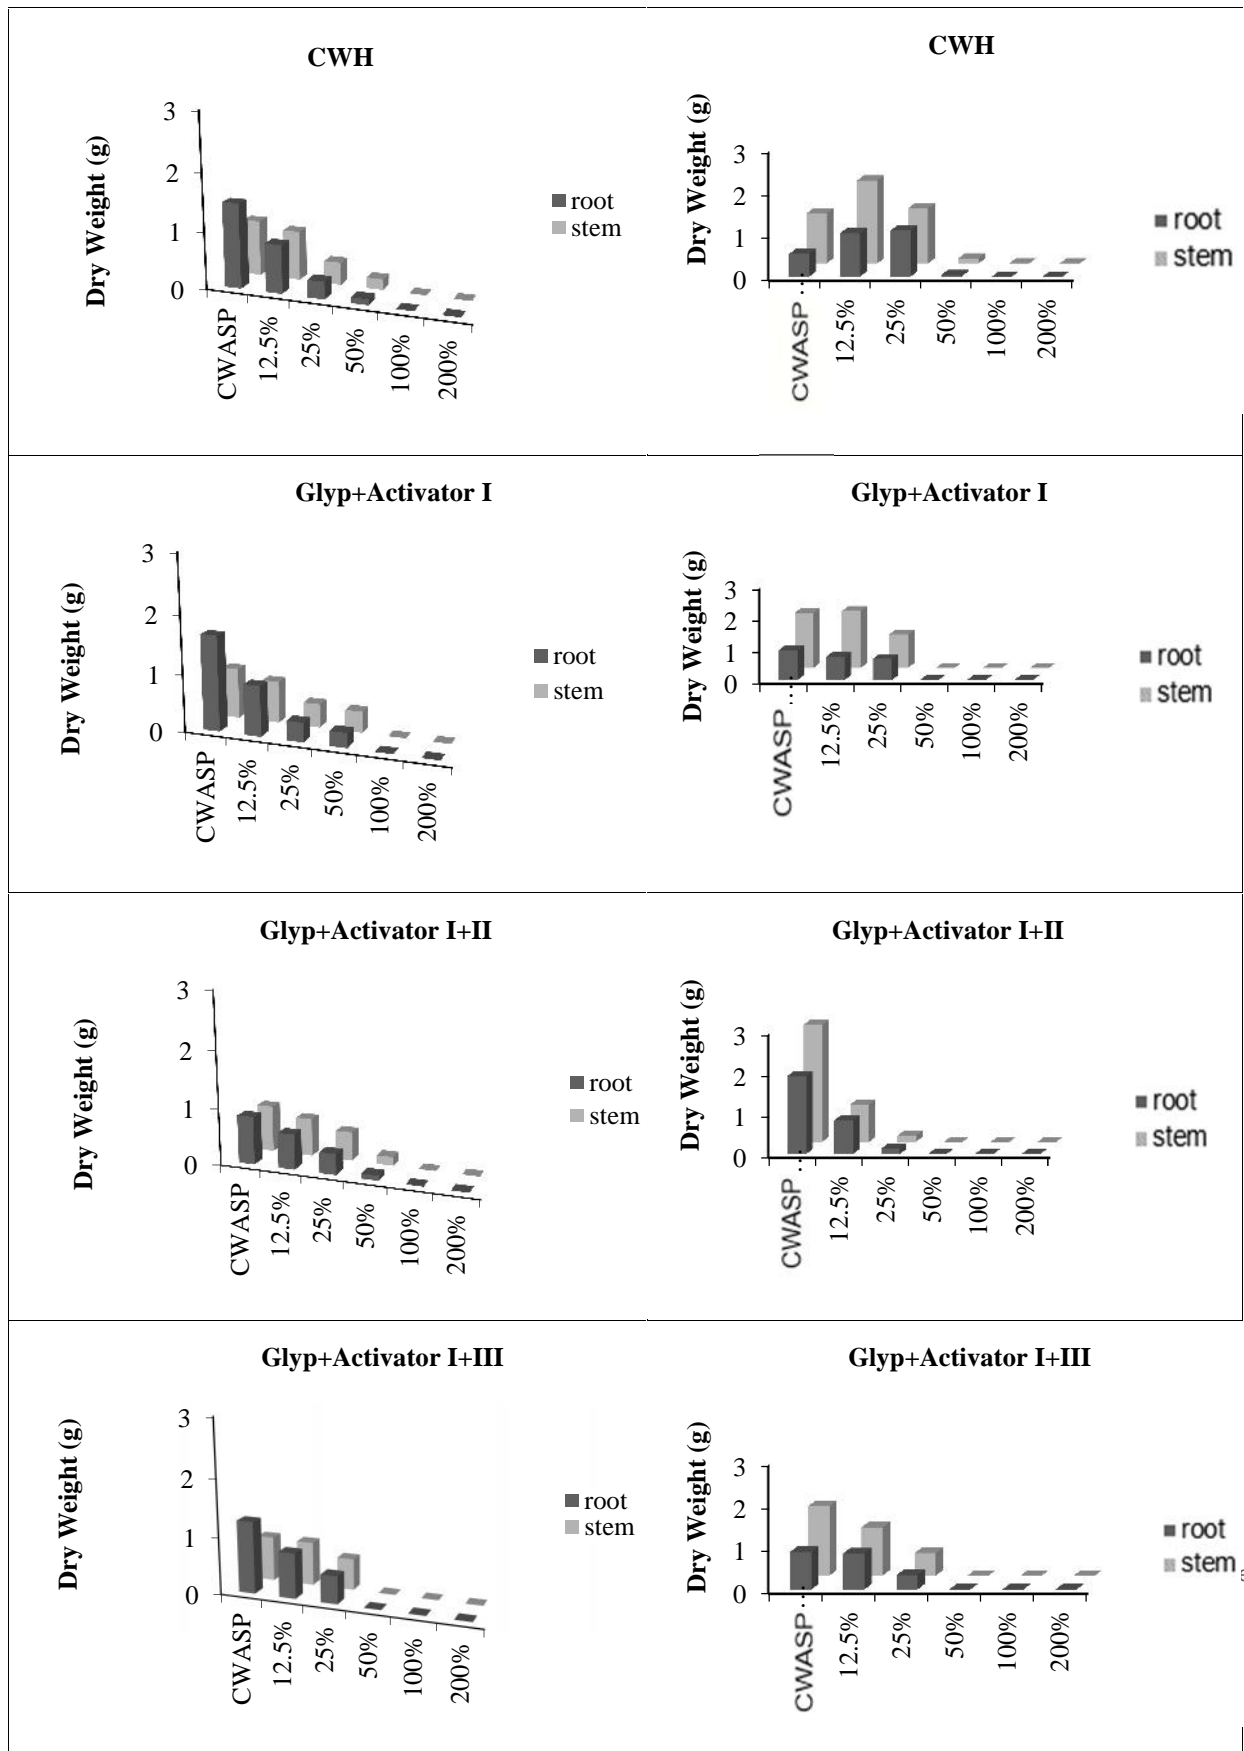 CWH
Dry Weight (g)
3
2
1
0
CWASP
12.5%
25%
50%
100%
200%
root
stem
CWH
Dry Weight (g)
3
2
1
0
CWASP
12.5%
25%
50%
100%
200%
root
stem
Glyp+Activator I
Dry Weight (g)
3
2
1
0
CWASP
12.5%
25%
50%
100%
200%
root
stem
Glyp+Activator I
Dry Weight (g)
3
2
1
0
CWASP
12.5%
25%
50%
100%
200%
root
stem
Glyp+Activator I+II
Dry Weight (g)
3
2
1
0
CWASP
12.5%
25%
50%
100%
200%
root
stem
Glyp+Activator I+II
Dry Weight (g)
3
2
1
0
CWASP
12.5%
25%
50%
100%
200%
root
stem
Glyp+Activator I+III
Dry Weight (g)
3
2
1
0
CWASP
12.5%
25%
50%
100%
200%
root
stem
Glyp+Activator I+III
Dry Weight (g)
3
2
1
0
CWASP
12.5%
25%
50%
100%
200%
root
stem